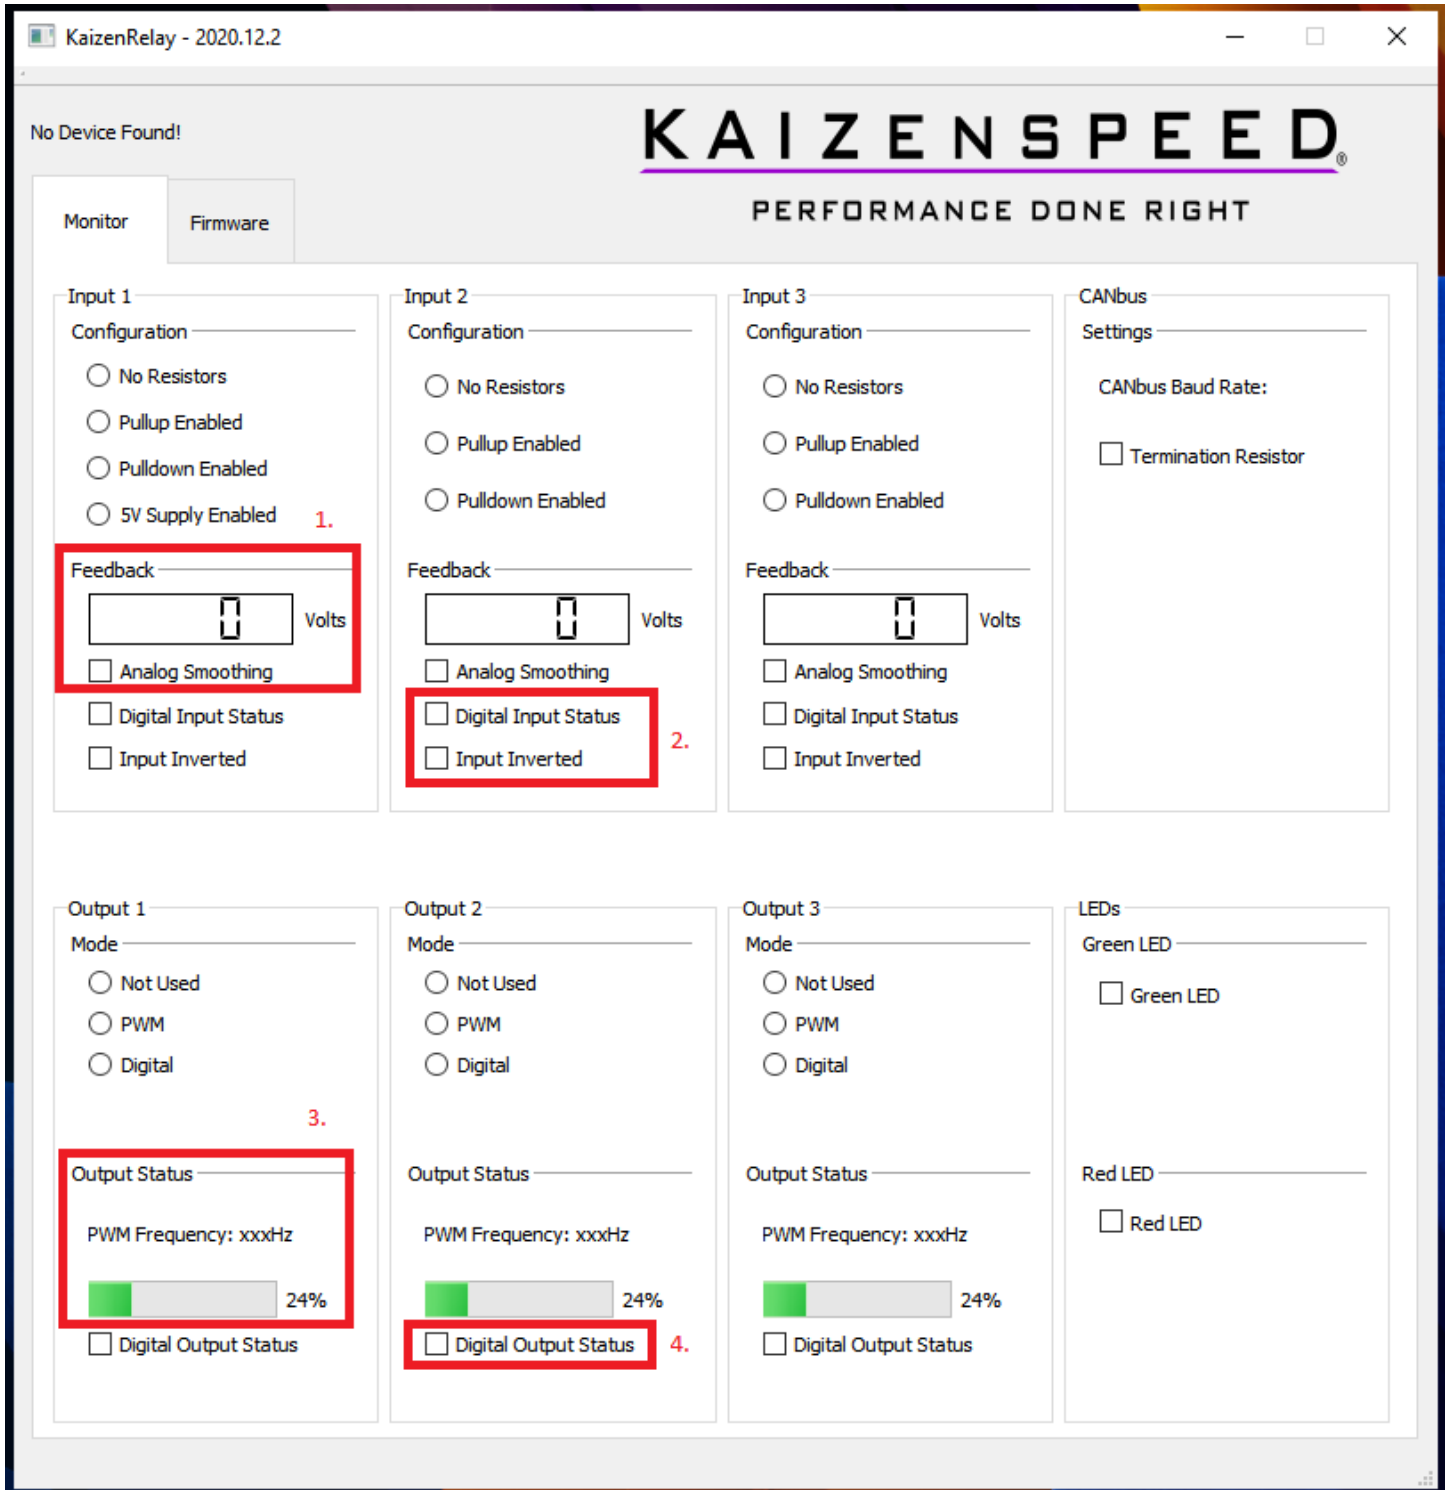 KaizenRelay - 2020.12.2
No Device Found!
KAIZENSPEED®
PERFORMANCE DONE RIGHT
Monitor Firmware
Input 1
Configuration
No Resistors
Pullup Enabled
Pulldown Enabled
5V Supply Enabled
1.
Feedback
0 Volts
Analog Smoothing
Digital Input Status
Input Inverted
Input 2
Configuration
No Resistors
Pullup Enabled
Pulldown Enabled
Feedback
0 Volts
Analog Smoothing
Digital Input Status
Input Inverted
2.
Input 3
Configuration
No Resistors
Pullup Enabled
Pulldown Enabled
Feedback
0 Volts
Analog Smoothing
Digital Input Status
Input Inverted
CANbus
Settings
CANbus Baud Rate:
Termination Resistor
Output 1
Mode
Not Used
PWM
Digital
3.
Output Status
PWM Frequency: xxxHz
24%
Digital Output Status
Output 2
Mode
Not Used
PWM
Digital
Output Status
PWM Frequency: xxxHz
24%
Digital Output Status
4.
Output 3
Mode
Not Used
PWM
Digital
Output Status
PWM Frequency: xxxHz
24%
Digital Output Status
LEDs
Green LED
Green LED
Red LED
Red LED